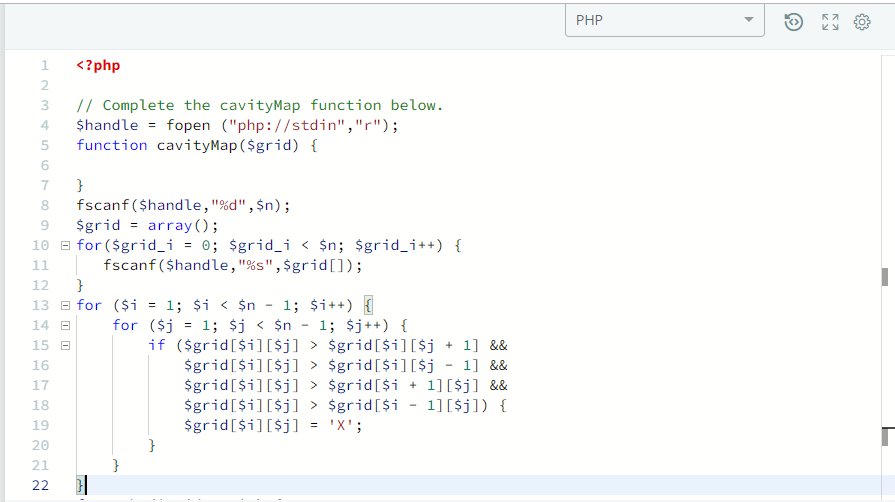 PHP
1 <?php
2
3 // Complete the cavityMap function below.
4 $handle = fopen ("php://stdin","r");
5 function cavityMap($grid) {
6
7 }
8 fscanf($handle,"%d",$n);
9 $grid = array();
10 for($grid_i = 0; $grid_i < $n; $grid_i++) {
11 fscanf($handle,"%s",$grid[]);
12 }
13 for ($i = 1; $i < $n - 1; $i++) {
14 for ($j = 1; $j < $n - 1; $j++) {
15 if ($grid[$i][$j] > $grid[$i][$j + 1] &&
16 $grid[$i][$j] > $grid[$i][$j - 1] &&
17 $grid[$i][$j] > $grid[$i + 1][$j] &&
18 $grid[$i][$j] > $grid[$i - 1][$j]) {
19 $grid[$i][$j] = 'X';
20 }
21 }
22 }